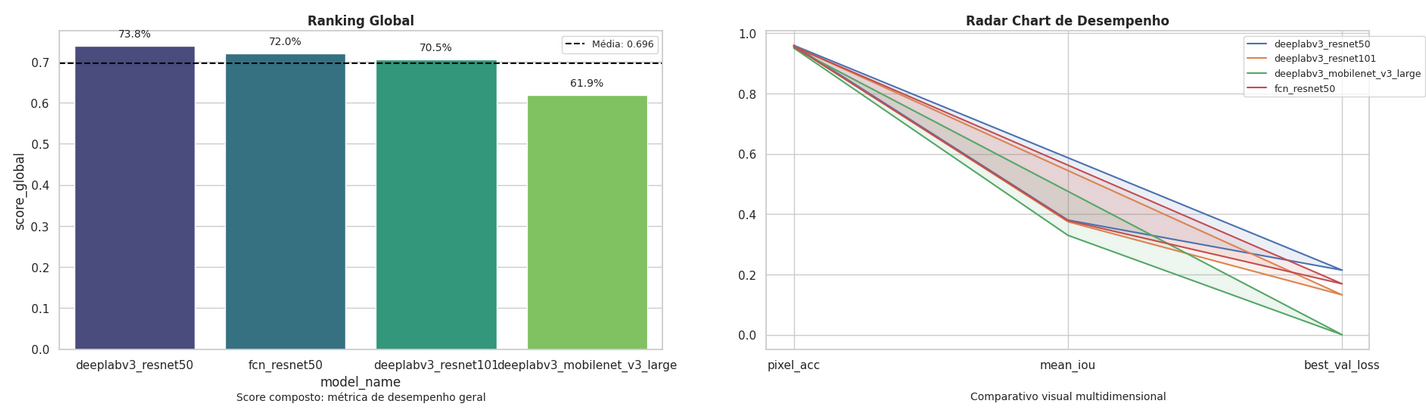 Ranking Global
73.8%
72.0%
70.5%
61.9%
Média: 0.696
score_global
0.7
0.6
0.5
0.4
0.3
0.2
0.1
0.0
deeplabv3_resnet50
fcn_resnet50
deeplabv3_resnet101
deeplabv3_mobilenet_v3_large
model_name
Score composto: métrica de desempenho geral
Radar Chart de Desempenho
deeplabv3_resnet50
deeplabv3_resnet101
deeplabv3_mobilenet_v3_large
fcn_resnet50
1.0
0.8
0.6
0.4
0.2
0.0
pixel_acc
mean_iou
best_val_loss
Comparativo visual multidimensional